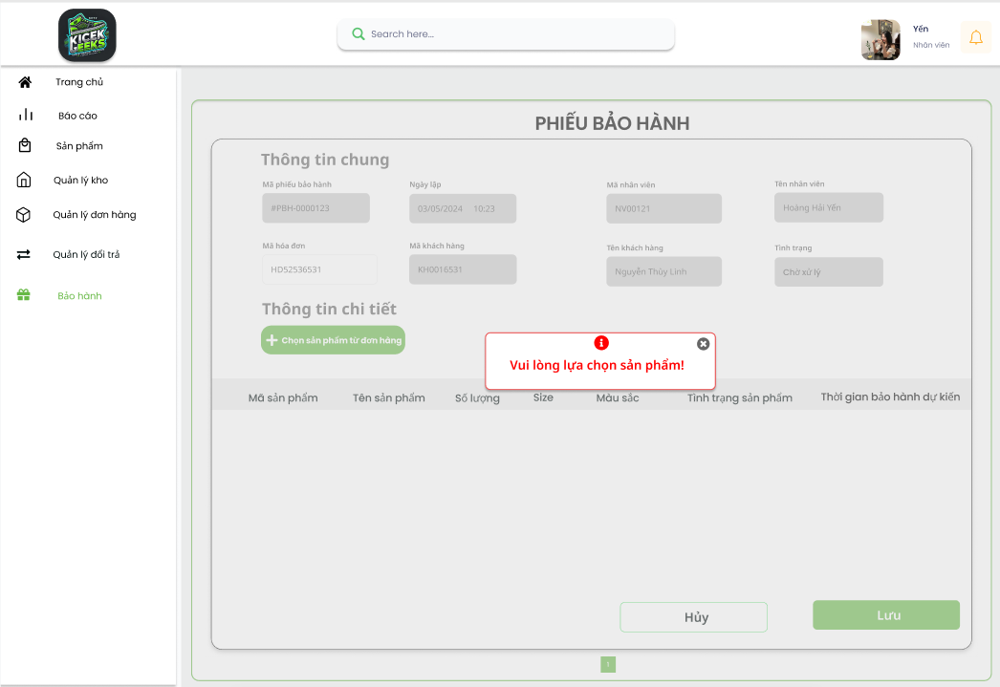 KICEK
EEKS
Search here...
Yến
Nhân viên
Trang chủ
Báo cáo
Sản phẩm
Quản lý kho
Quản lý đơn hàng
Quản lý đổi trả
Bảo hành
PHIẾU BẢO HÀNH
Thông tin chung
Mã phiếu bảo hành
Ngày lập
Mã nhân viên
Tên nhân viên
#PBH-0000123
03/05/2024 10:23
NV00121
Hoàng Hải Yến
Mã hóa đơn
Mã khách hàng
Tên khách hàng
Tình trạng
HD52536531
KH0016531
Nguyễn Thùy Linh
Chờ xử lý
Thông tin chi tiết
Chọn sản phẩm từ đơn hàng
Vui lòng lựa chọn sản phẩm!
Mã sản phẩm
Tên sản phẩm
Số lượng
Size
Màu sắc
Tình trạng sản phẩm
Thời gian bảo hành dự kiến
Hủy
Lưu
1